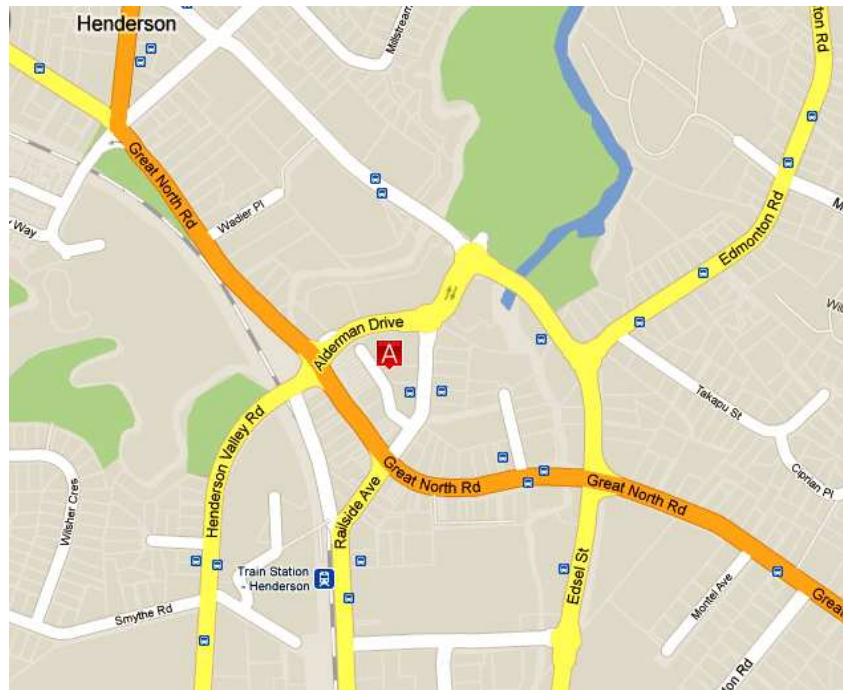 Henderson
Millstream
ton Rd
Great North Rd
Wadier Pl
Way
Edmonton Rd
M
Alderman Drive
Wil
A
Takapu St
Henderson Valley Rd
Ciprian Pl
Great North Rd
Great North Rd
Wilsher Cres
Railside Ave
Train Station
- Henderson
Edsel St
Montel Ave
Great
Smythe Rd
on Rd